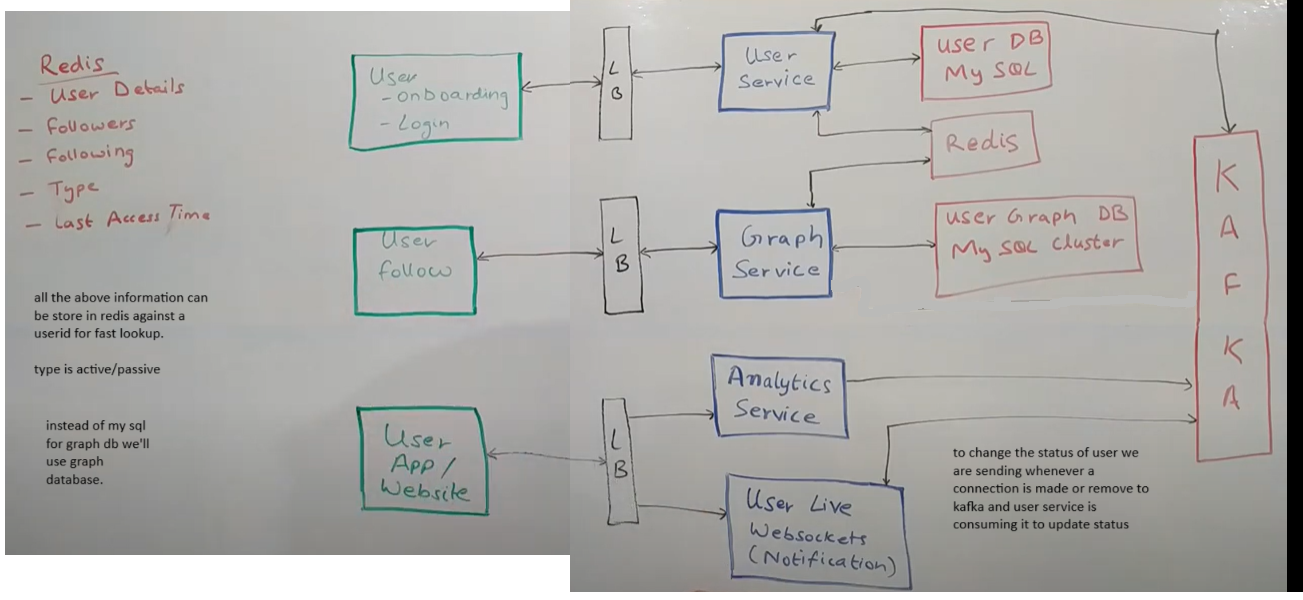 Redis
- User Details
- Followers
- Following
- Type
- Last Access Time
all the above information can
be store in redis against a
userid for fast lookup.
type is active/passive
instead of my sql
for graph db we'll
use graph
database.
User
- Onboarding
- Login
L
B
User
Service
User DB
My SQL
Redis
User
follow
L
B
Graph
Service
User Graph DB
My SQL Cluster
User
App/
Website
L
B
Analytics
Service
User Live
Websockets
(Notification)
K
A
F
K
A
to change the status of user we
are sending whenever a
connection is made or remove to
kafka and user service is
consuming it to update status